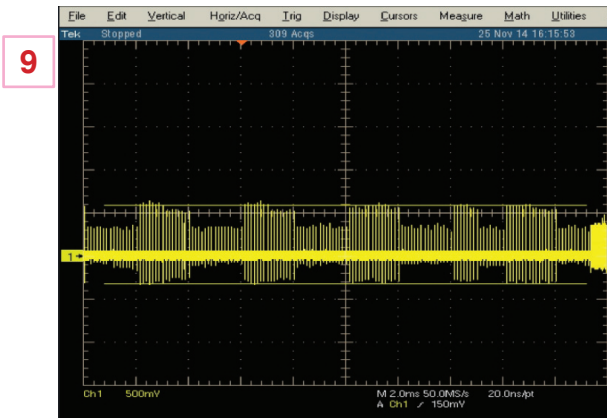 9
File Edit Vertical Horiz/Acq Trig Display Cursors Measure Math Utilities
Tek Stopped 309 Acqs 25 Nov 14 16:15:53
1
Ch1 500mV M 2.0ms 50.0MS/s 20.0ns/pt
A Ch1 150mV